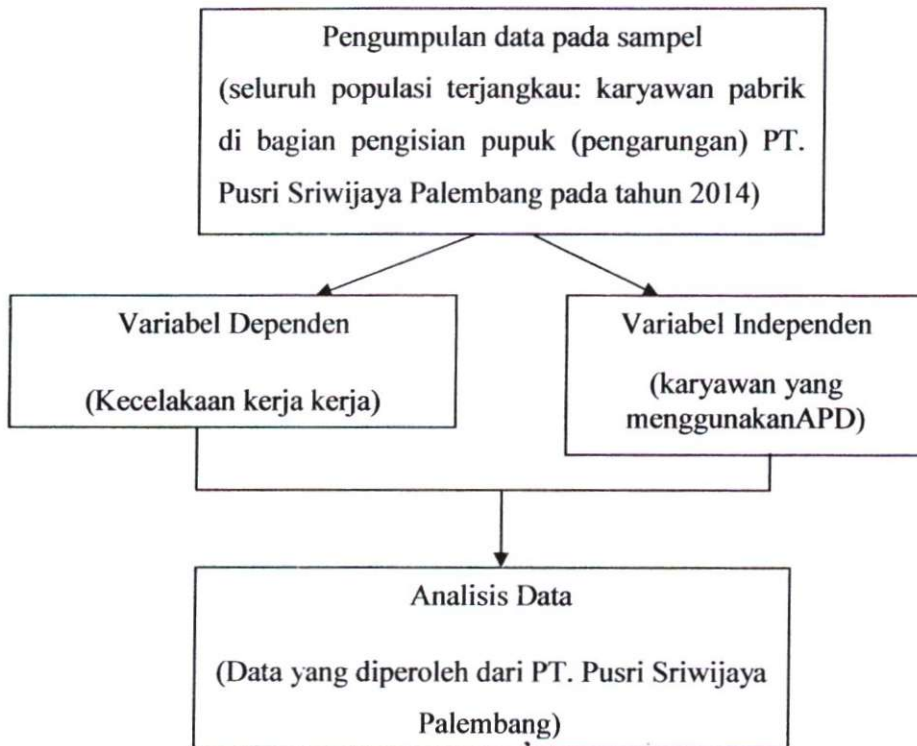 Pengumpulan data pada sampel
(seluruh populasi terjangkau: karyawan pabrik
di bagian pengisian pupuk (pengarungan) PT.
Pusri Sriwijaya Palembang pada tahun 2014)
Variabel Dependen
(Kecelakaan kerja kerja)
Variabel Independen
(karyawan yang
menggunakanAPD)
Analisis Data
(Data yang diperoleh dari PT. Pusri Sriwijaya
Palembang)